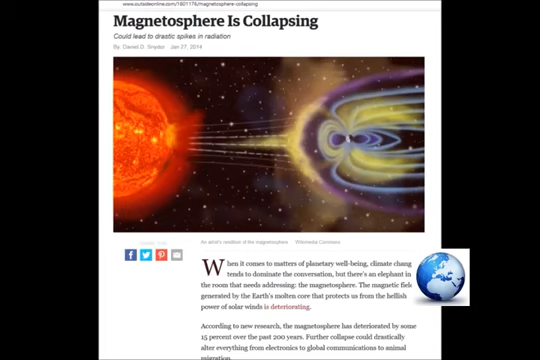 www.outsideonline.com/1801176/magnetosphere-collapsing
Magnetosphere Is Collapsing
Could lead to drastic spikes in radiation
By: David D. Snyder Jan 27, 2014
An artist's rendition of the magnetosphere Wikimedia Commons
When it comes to matters of planetary well-being, climate chang
tends to dominate the conversation, but there's an elephant in
the room that needs addressing: the magnetosphere. The magnetic field
generated by the Earth's molten core that protects us from the hellish
power of solar winds is deteriorating.
According to new research, the magnetosphere has deteriorated by some
15 percent over the past 200 years. Further collapse could drastically
alter everything from electronics to global communications to animal
migration.